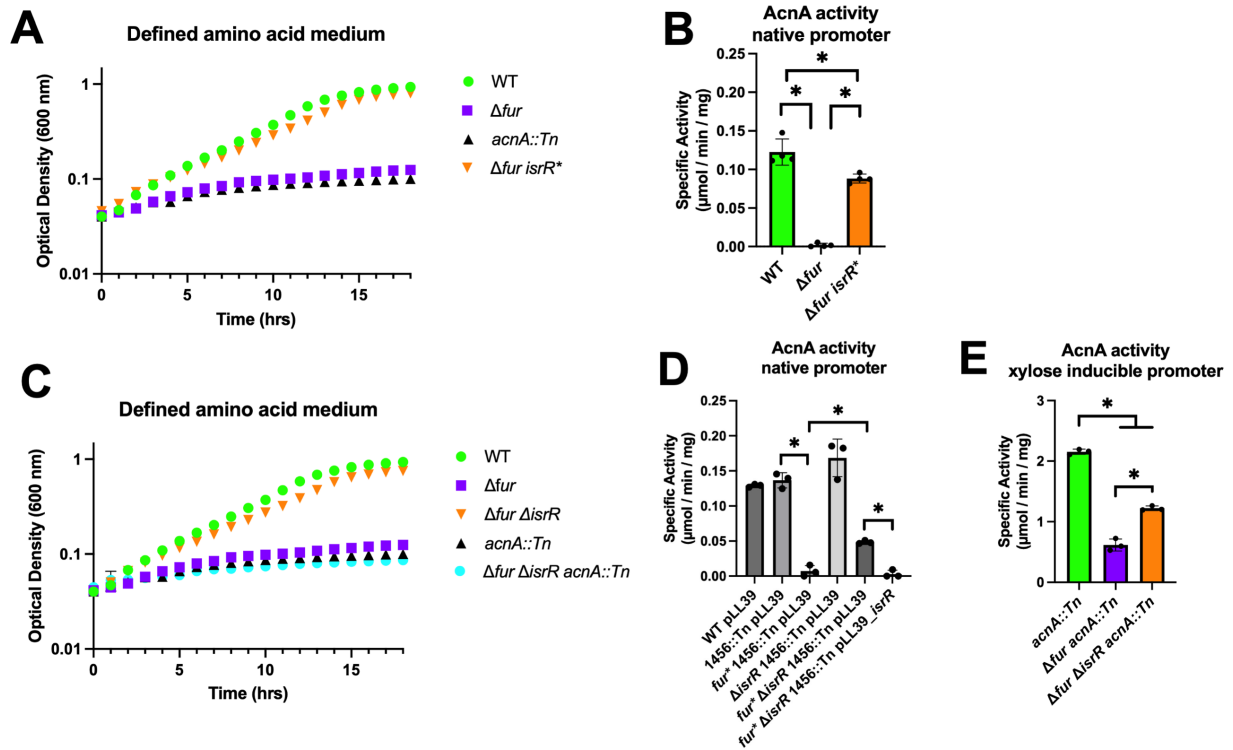 A
Defined amino acid medium
Optical Density (600 nm)
1
0.1
0.01
0
5
10
15
Time (hrs)
WT
Δfur
acnA::Tn
Δfur isrR*
B
AcnA activity
native promoter
Specific Activity
(µmol / min / mg)
0.25
0.20
0.15
0.10
0.05
0.00
*
*
*
WT
Δfur
Δfur isrR*
C
Defined amino acid medium
Optical Density (600 nm)
1
0.1
0.01
0
5
10
15
Time (hrs)
WT
Δfur
Δfur ΔisrR
acnA::Tn
Δfur ΔisrR acnA::Tn
D
AcnA activity
native promoter
Specific Activity
(µmol / min / mg)
0.25
0.20
0.15
0.10
0.05
0.00
*
*
*
WT pLL39
1456::Tn pLL39
fur* 1456::Tn pLL39
ΔisrR 1456::Tn pLL39
fur* ΔisrR 1456::Tn pLL39
fur* ΔisrR 1456::Tn pLL39_isrR
E
AcnA activity
xylose inducible promoter
Specific Activity
(µmol / min / mg)
3
2
1
0
*
*
acnA::Tn
Δfur acnA::Tn
Δfur ΔisrR acnA::Tn